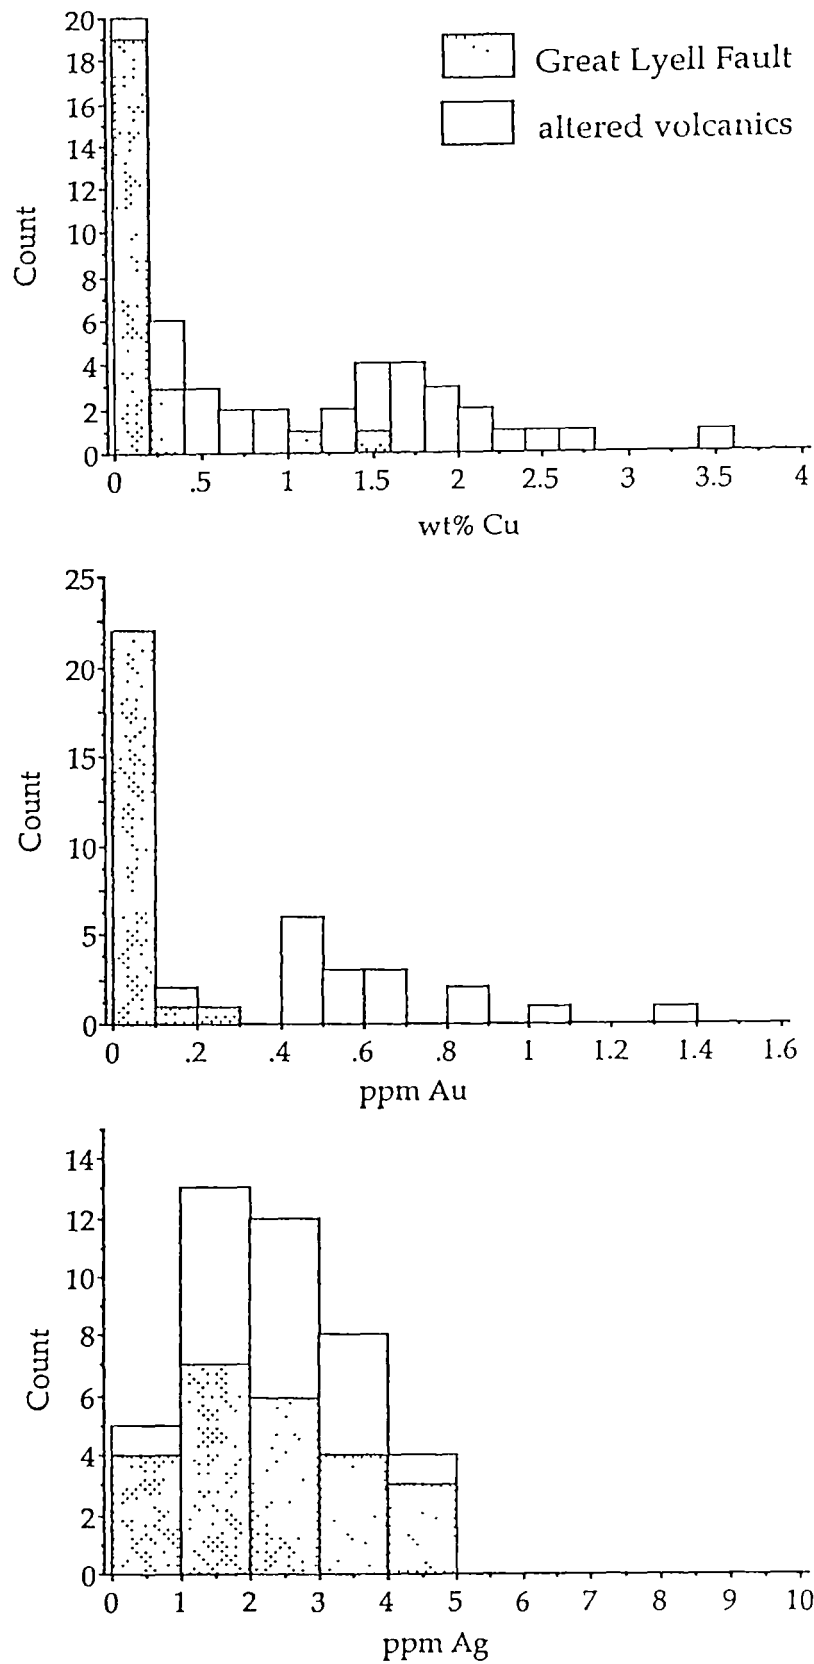 20
18
16
14
12
10
8
6
4
2
0
Count
Great Lyell Fault
altered volcanics
0 .5 1 1.5 2 2.5 3 3.5 4
wt% Cu
25
20
15
10
5
0
Count
0 .2 .4 .6 .8 1 1.2 1.4 1.6
ppm Au
14
12
10
8
6
4
2
0
Count
0 1 2 3 4 5 6 7 8 9 10
ppm Ag